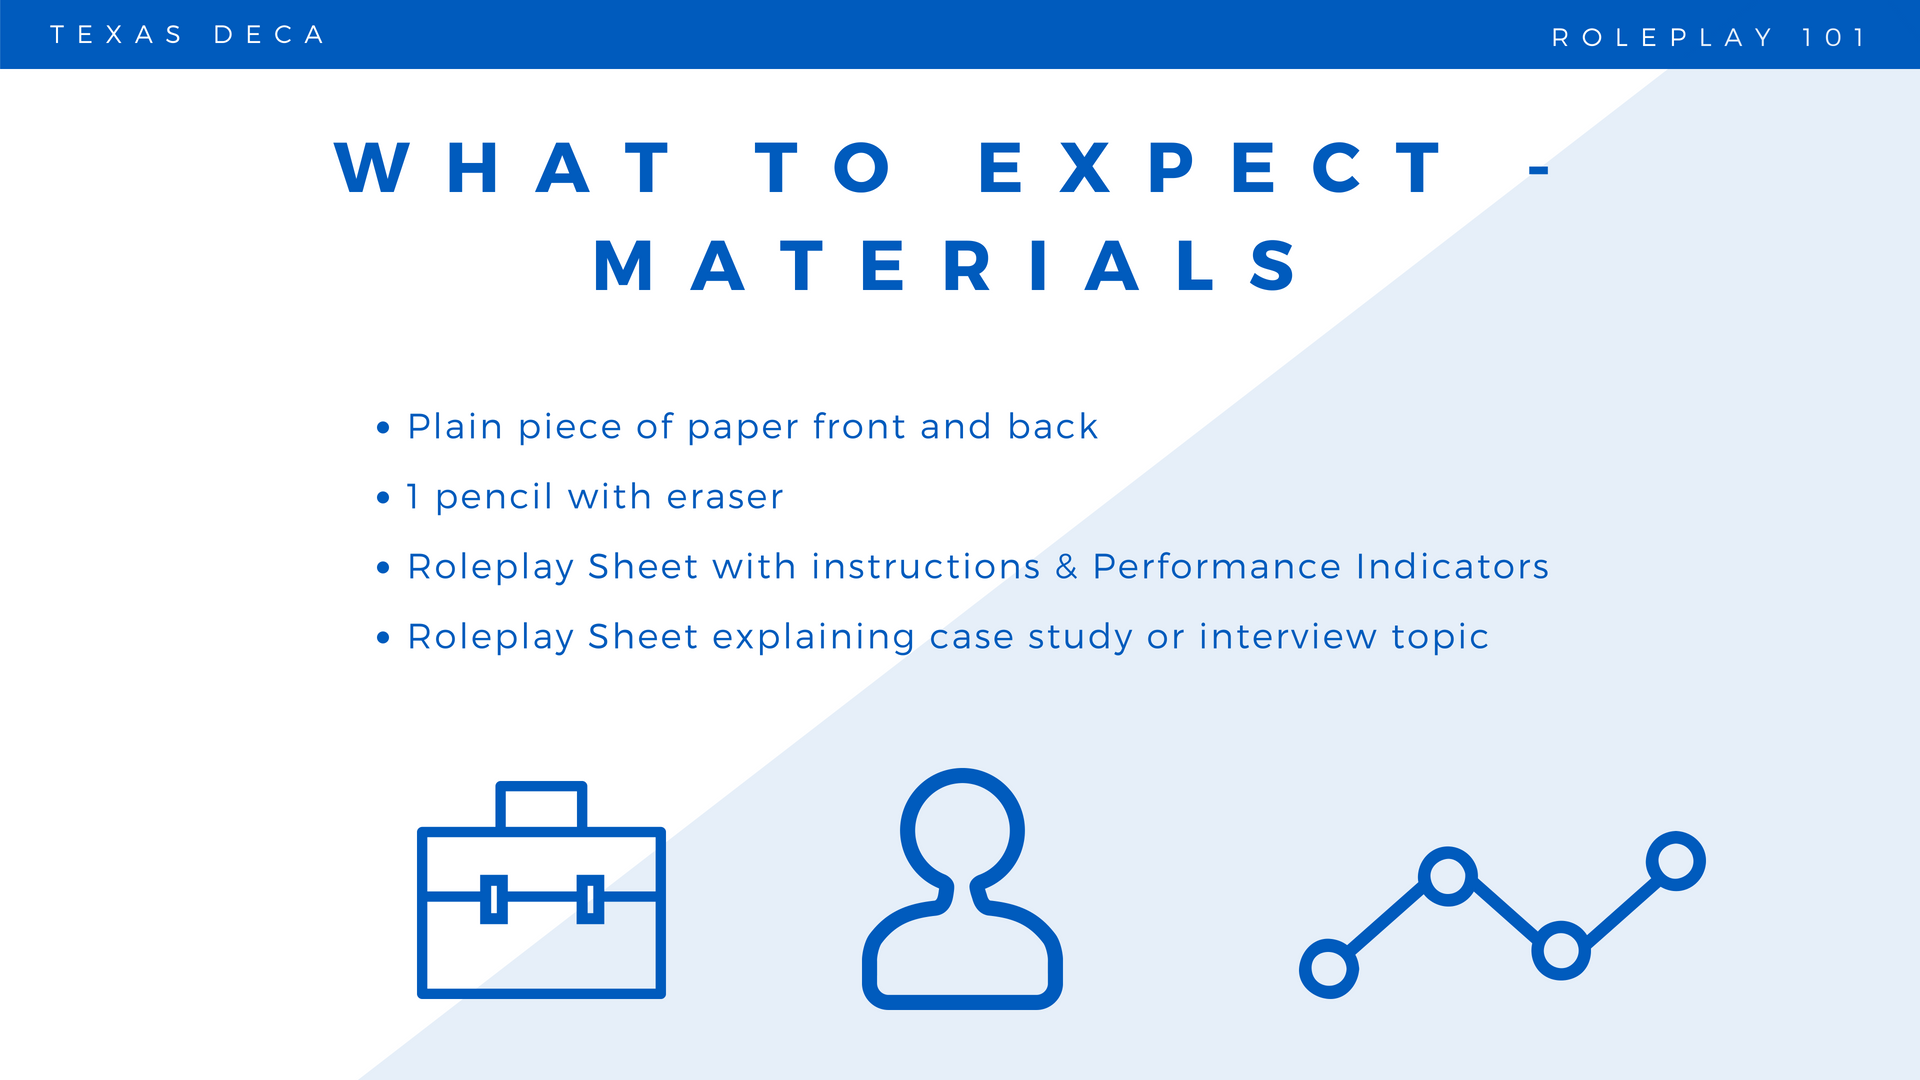 TEXAS DECA
ROLEPLAY 101
WHAT TO EXPECT -
MATERIALS
• Plain piece of paper front and back
• 1 pencil with eraser
• Roleplay Sheet with instructions & Performance Indicators
• Roleplay Sheet explaining case study or interview topic